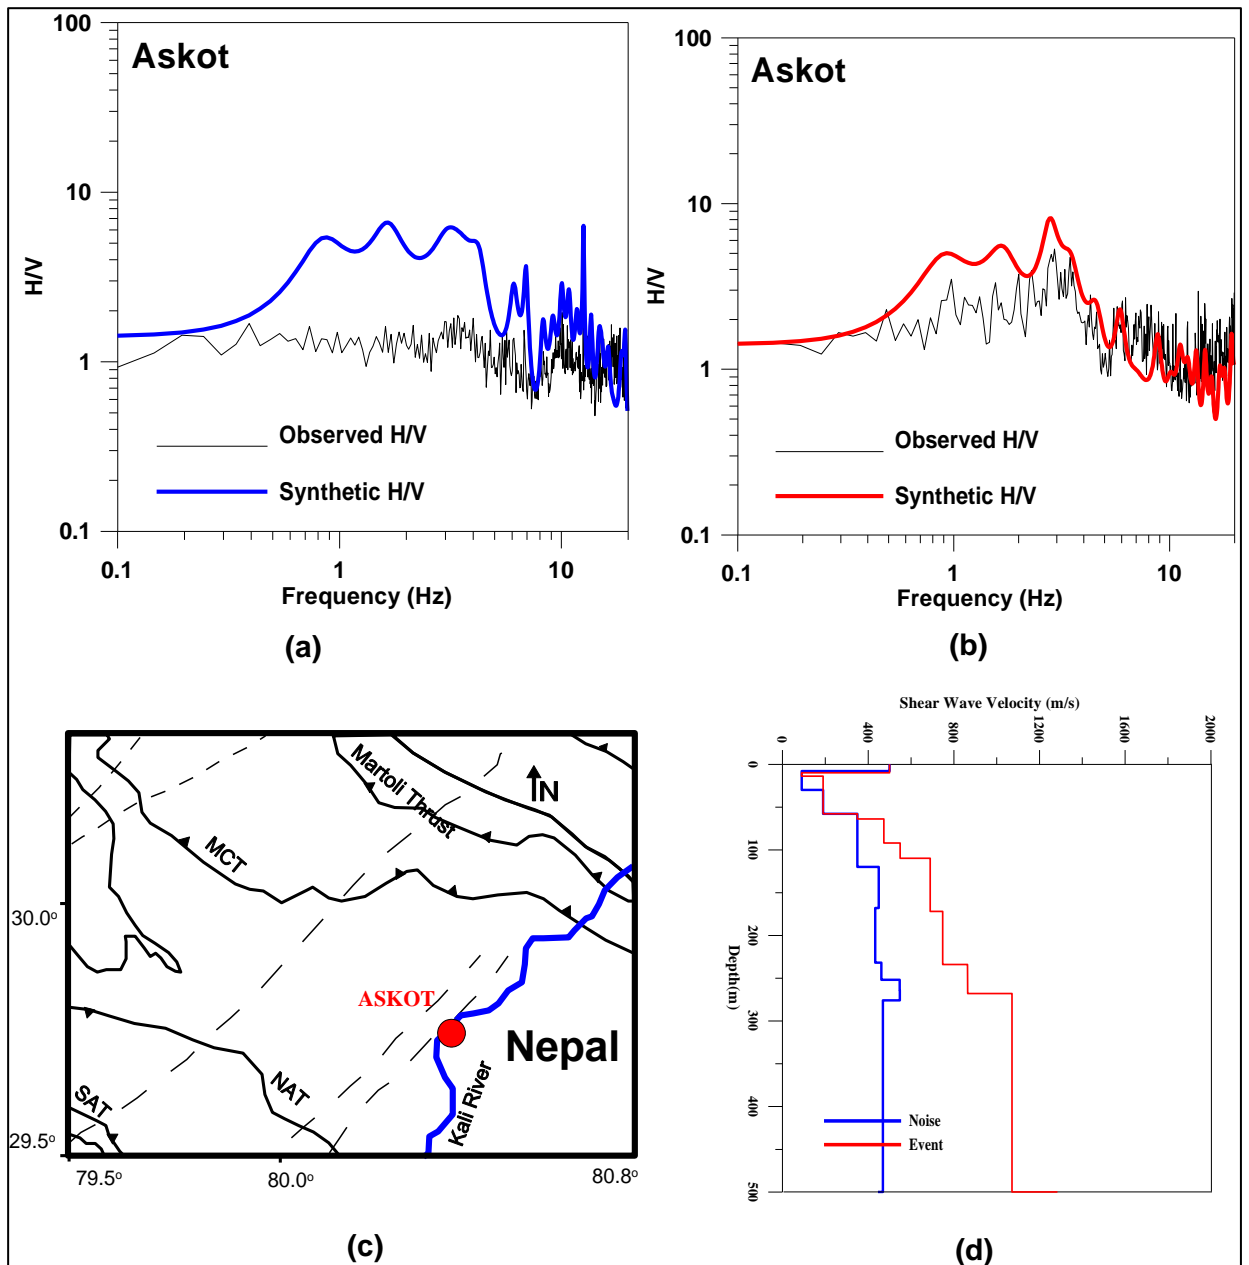 Askot
100
10
1
0.1
H/V
Observed H/V
Synthetic H/V
0.1
1
10
Frequency (Hz)
(a)
Askot
100
10
1
0.1
H/V
Observed H/V
Synthetic H/V
0.1
1
10
Frequency (Hz)
(b)
Martoli Thrust
N
MCT
30.0°
ASKOT
Nepal
NAT
SAT
Kali River
29.5°
79.5°
80.0°
80.8°
(c)
Shear Wave Velocity (m/s)
0
400
800
1200
1600
2000
0
100
200
300
400
500
Depth(m)
Noise
Event
(d)